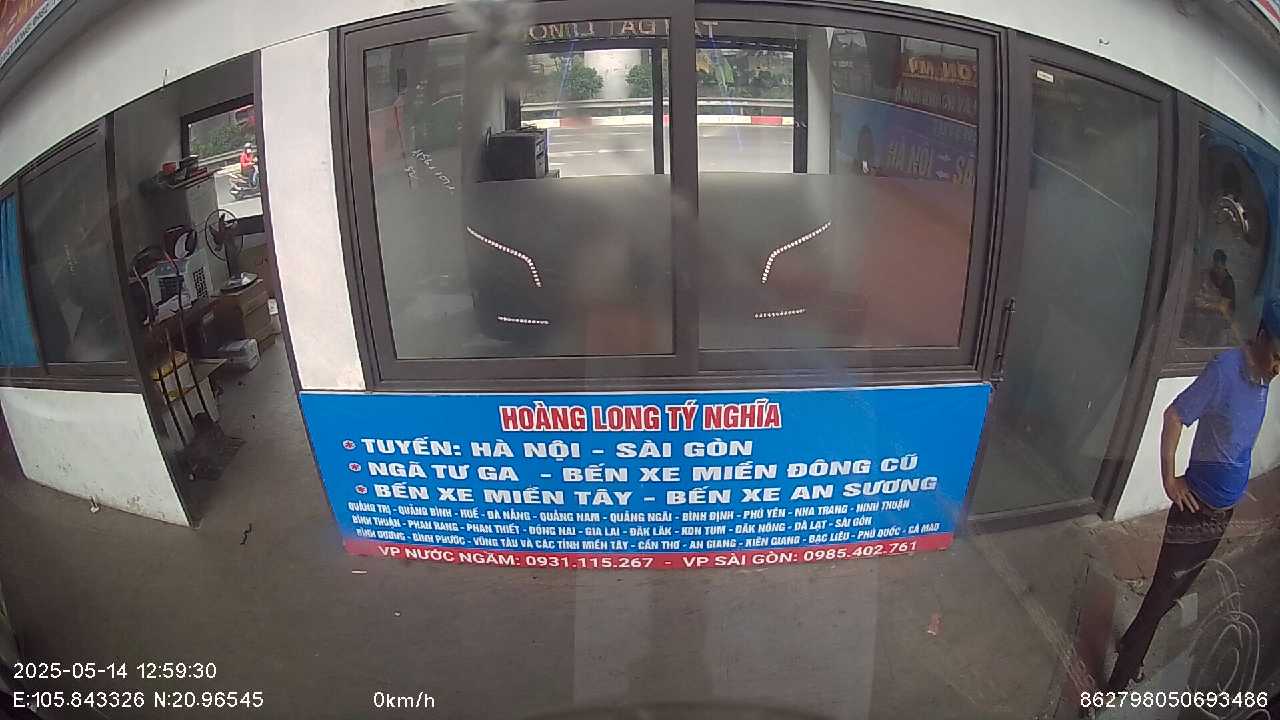 HOÀNG LONG TÝ NGHĨA
* TUYẾN: HÀ NỘI - SÀI GÒN
* NGÃ TƯ GA - BẾN XE MIỀN ĐÔNG CŨ
* BẾN XE MIỀN TÂY - BẾN XE AN SƯƠNG
QUẢNG TRỊ - QUẢNG BÌNH - HUẾ - ĐÀ NẴNG - QUẢNG NAM - QUẢNG NGÃI - BÌNH ĐỊNH - PHÚ YÊN - NHA TRANG - NINH THUẬN
BÌNH THUẬN - PHAN RANG - PHAN THIẾT - ĐỒNG NAI - GIA LAI - ĐĂK LĂK - KON TUM - ĐĂK NÔNG - ĐÀ LẠT - SÀI GÒN
BÌNH DƯƠNG - BÌNH PHƯỚC - VŨNG TÀU VÀ CÁC TỈNH MIỀN TÂY - CẦN THƠ - AN GIANG - KIÊN GIANG - BẠC LIÊU - PHÚ QUỐC - CÀ MAU
VP NƯỚC NGẦM: 0931.115.267 - VP SÀI GÒN: 0985.402.761
2025-05-14 12:59:30
E:105.843326 N:20.96545 0km/h 862798050693486